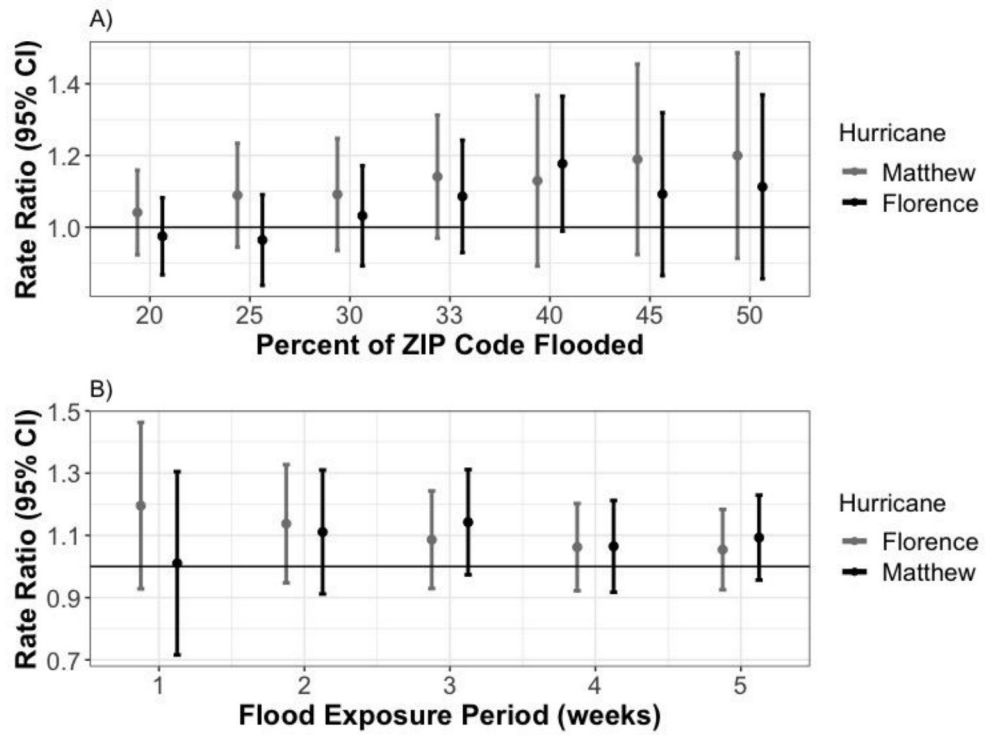 A)
Rate Ratio (95% CI)
1.4
1.2
1.0
20 25 30 33 40 45 50
Percent of ZIP Code Flooded
Hurricane
Matthew
Florence
B)
Rate Ratio (95% CI)
1.5
1.3
1.1
0.9
0.7
1 2 3 4 5
Flood Exposure Period (weeks)
Hurricane
Florence
Matthew